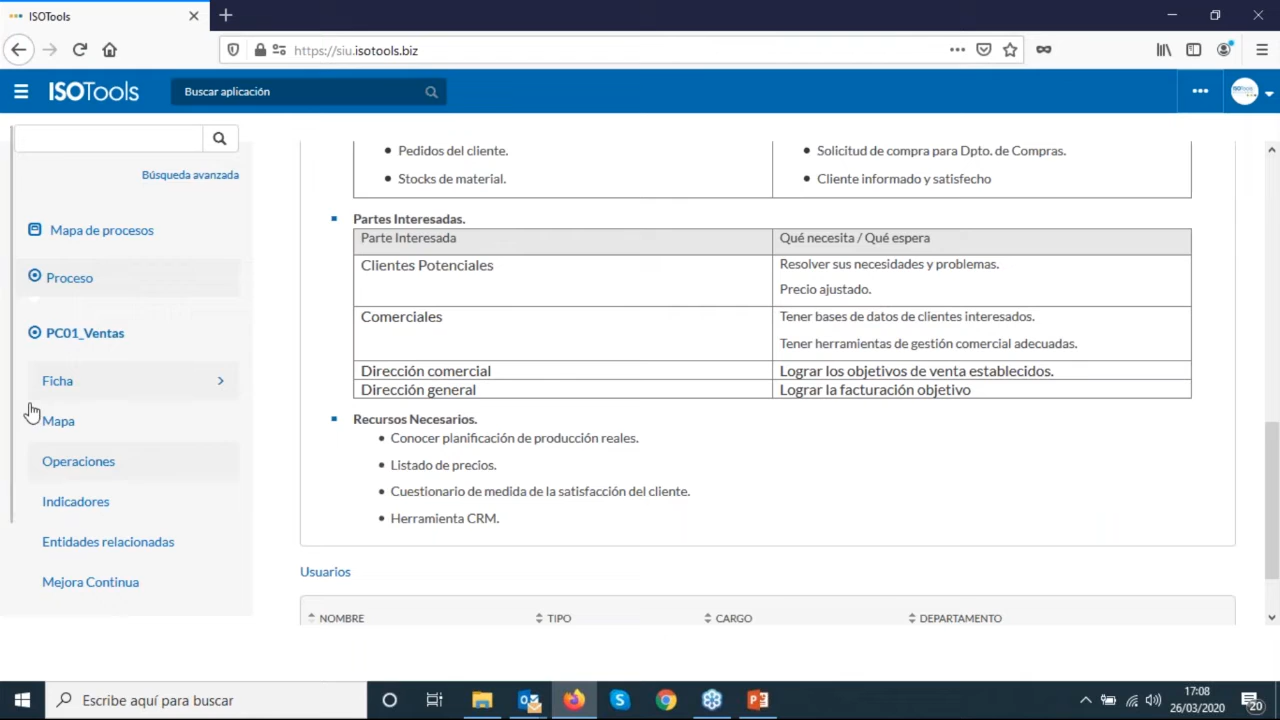 ISOTools
https://siu.isotools.biz
ISOTools
Buscar aplicación
Búsqueda avanzada
Mapa de procesos
Proceso
PC01_Ventas
Ficha
Mapa
Operaciones
Indicadores
Entidades relacionadas
Mejora Continua
Pedidos del cliente.
Solicitud de compra para Dpto. de Compras.
Stocks de material.
Cliente informado y satisfecho
Partes Interesadas.
Parte Interesada
Qué necesita / Qué espera
Clientes Potenciales
Resolver sus necesidades y problemas.
Precio ajustado.
Comerciales
Tener bases de datos de clientes interesados.
Tener herramientas de gestión comercial adecuadas.
Dirección comercial
Lograr los objetivos de venta establecidos.
Dirección general
Lograr la facturación objetivo
Recursos Necesarios.
Conocer planificación de producción reales.
Listado de precios.
Cuestionario de medida de la satisfacción del cliente.
Herramienta CRM.
Usuarios
NOMBRE
TIPO
CARGO
DEPARTAMENTO
Escribe aquí para buscar
17:08
26/03/2020
20